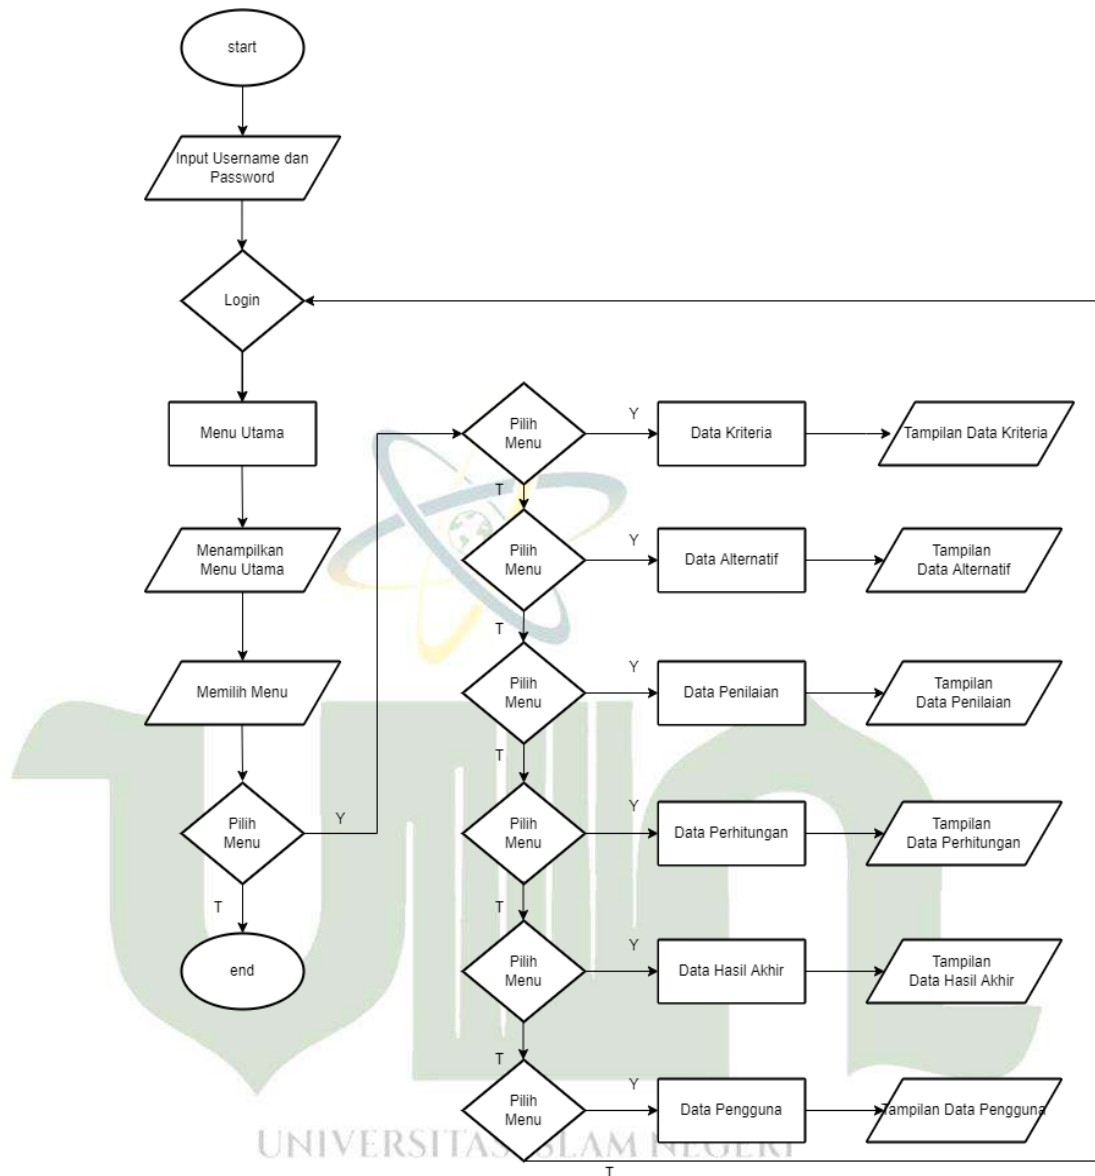 start
Input Username dan
Password
Login
Menu Utama
Menampilkan
Menu Utama
Memilih Menu
Pilih
Menu
Y
T
end
Pilih
Menu
Y
Data Kriteria
Tampilan Data Kriteria
T
Pilih
Menu
Y
Data Alternatif
Tampilan
Data Alternatif
T
Pilih
Menu
Y
Data Penilaian
Tampilan
Data Penilaian
T
Pilih
Menu
Y
Data Perhitungan
Tampilan
Data Perhitungan
T
Pilih
Menu
Y
Data Hasil Akhir
Tampilan
Data Hasil Akhir
T
Pilih
Menu
Y
Data Pengguna
Tampilan Data Pengguna
T
UNIVERSITAS ISLAM NEGERI